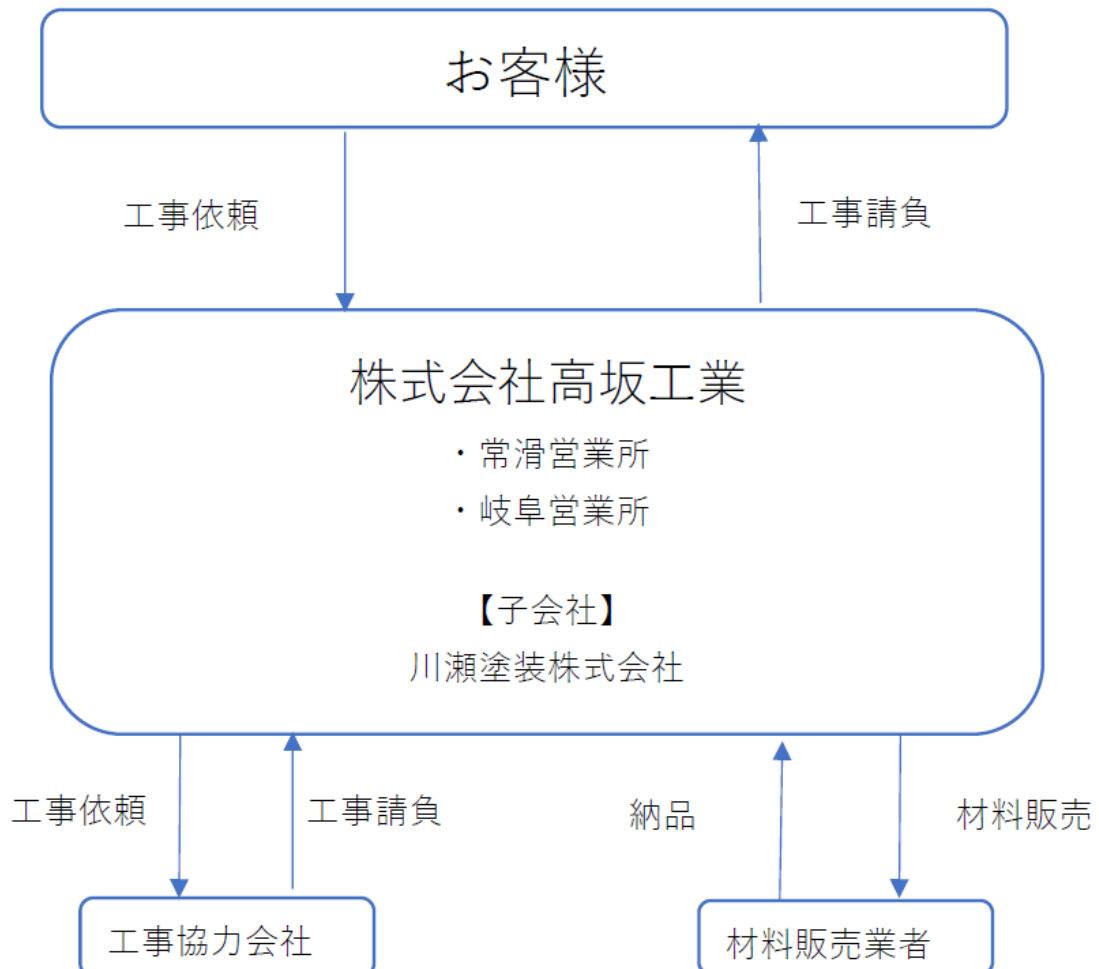 お客様
工事依頼
工事請負
株式会社高坂工業
・常滑営業所
・岐阜営業所
【子会社】
川瀬塗装株式会社
工事依頼
工事請負
納品
材料販売
工事協力会社
材料販売業者